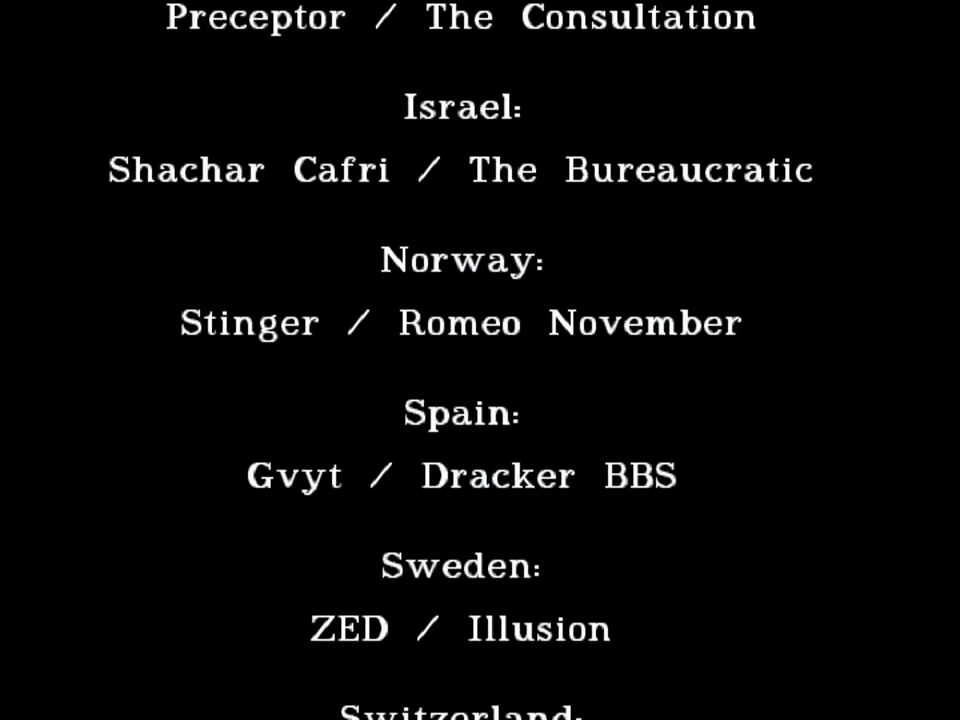 Preceptor / The Consultation
Israel:
Shachar Cafri / The Bureaucratic
Norway:
Stinger / Romeo November
Spain:
Gvyt / Dracker BBS
Sweden:
ZED / Illusion
Switzerland: